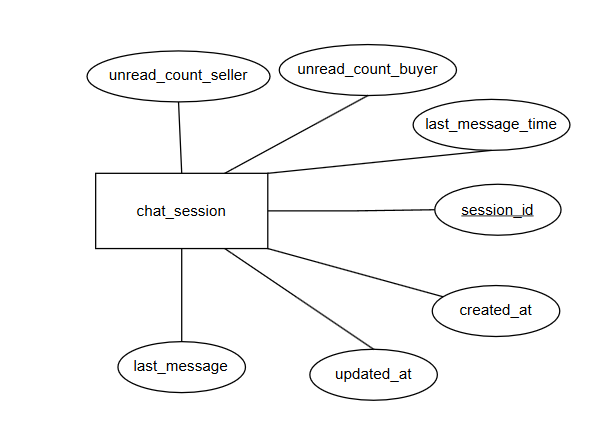 unread_count_seller
unread_count_buyer
last_message_time
chat_session
session_id
created_at
last_message
updated_at